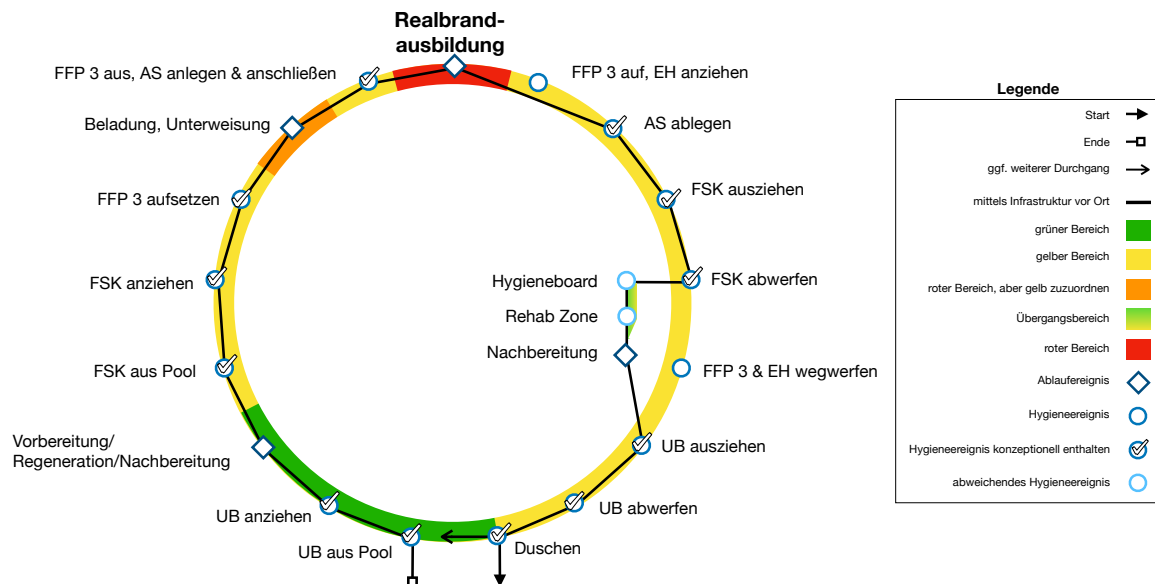 Realbrand-
ausbildung
FFP 3 aus, AS anlegen & anschließen
FFP 3 auf, EH anziehen
Beladung, Unterweisung
AS ablegen
FFP 3 aufsetzen
FSK ausziehen
FSK anziehen
Hygieneboard
FSK abwerfen
Rehab Zone
Nachbereitung
FSK aus Pool
FFP 3 & EH wegwerfen
Vorbereitung/
Regeneration/Nachbereitung
UB ausziehen
UB anziehen
UB abwerfen
UB aus Pool
Duschen
Legende
Start
Ende
ggf. weiterer Durchgang
mittels Infrastruktur vor Ort
grüner Bereich
gelber Bereich
roter Bereich, aber gelb zuzuordnen
Übergangsbereich
roter Bereich
Ablaufereignis
Hygieneereignis
Hygieneereignis konzeptionell enthalten
abweichendes Hygieneereignis